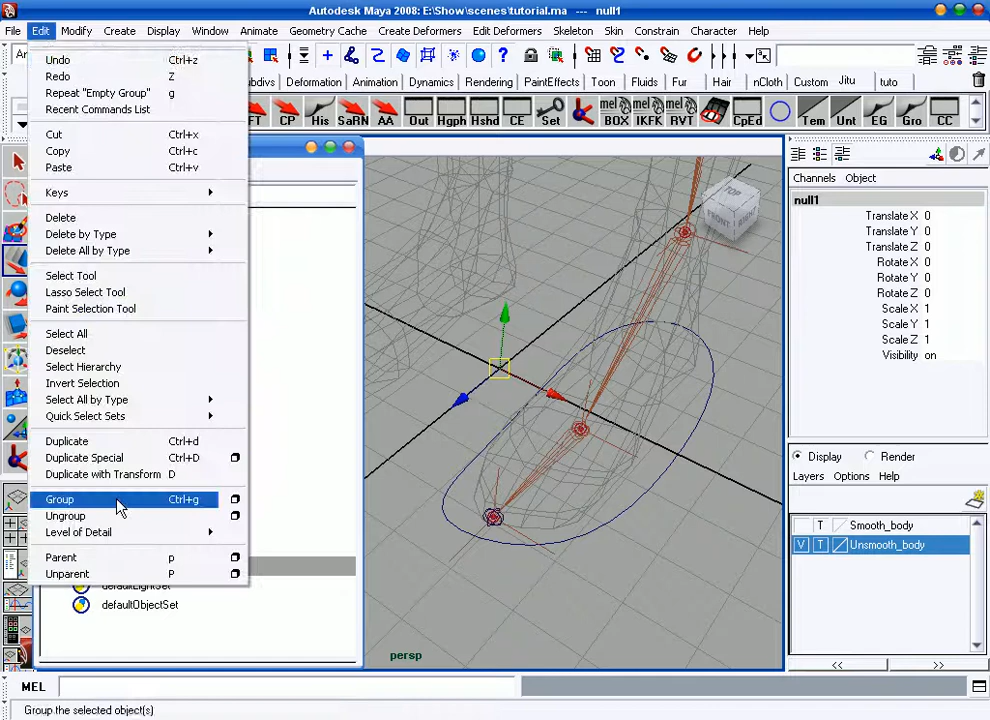 Autodesk Maya 2008: E:\Show\scenes\tutorial.ma --- null1
File Edit Modify Create Display Window Animate Geometry Cache Create Deformers Edit Deformers Skeleton Skin Constrain Character Help
An
bdivs Deformation Animation Dynamics Rendering PaintEffects Toon Fluids Fur Hair nCloth Custom Jitu tuto
FT CP His SaRN AA Out Hgph Hshd CE Set mel BOX mel IKFK mel RVT CpEd Tem Unt EG Gro CC
Undo Ctrl+z
Redo Z
Repeat "Empty Group" g
Recent Commands List
Cut Ctrl+x
Copy Ctrl+c
Paste Ctrl+v
Keys
Delete
Delete by Type
Delete All by Type
Select Tool
Lasso Select Tool
Paint Selection Tool
Select All
Deselect
Select Hierarchy
Invert Selection
Select All by Type
Quick Select Sets
Duplicate Ctrl+d
Duplicate Special Ctrl+D
Duplicate with Transform D
Group Ctrl+g
Ungroup
Level of Detail
Parent p
Unparent P
defaultLightSet
defaultObjectSet
TOP
FRONT
RIGHT
persp
Channels Object
null1
Translate X 0
Translate Y 0
Translate Z 0
Rotate X 0
Rotate Y 0
Rotate Z 0
Scale X 1
Scale Y 1
Scale Z 1
Visibility on
Display Render
Layers Options Help
T Smooth_body
V T Unsmooth_body
<< >>
MEL
Group the selected object(s)